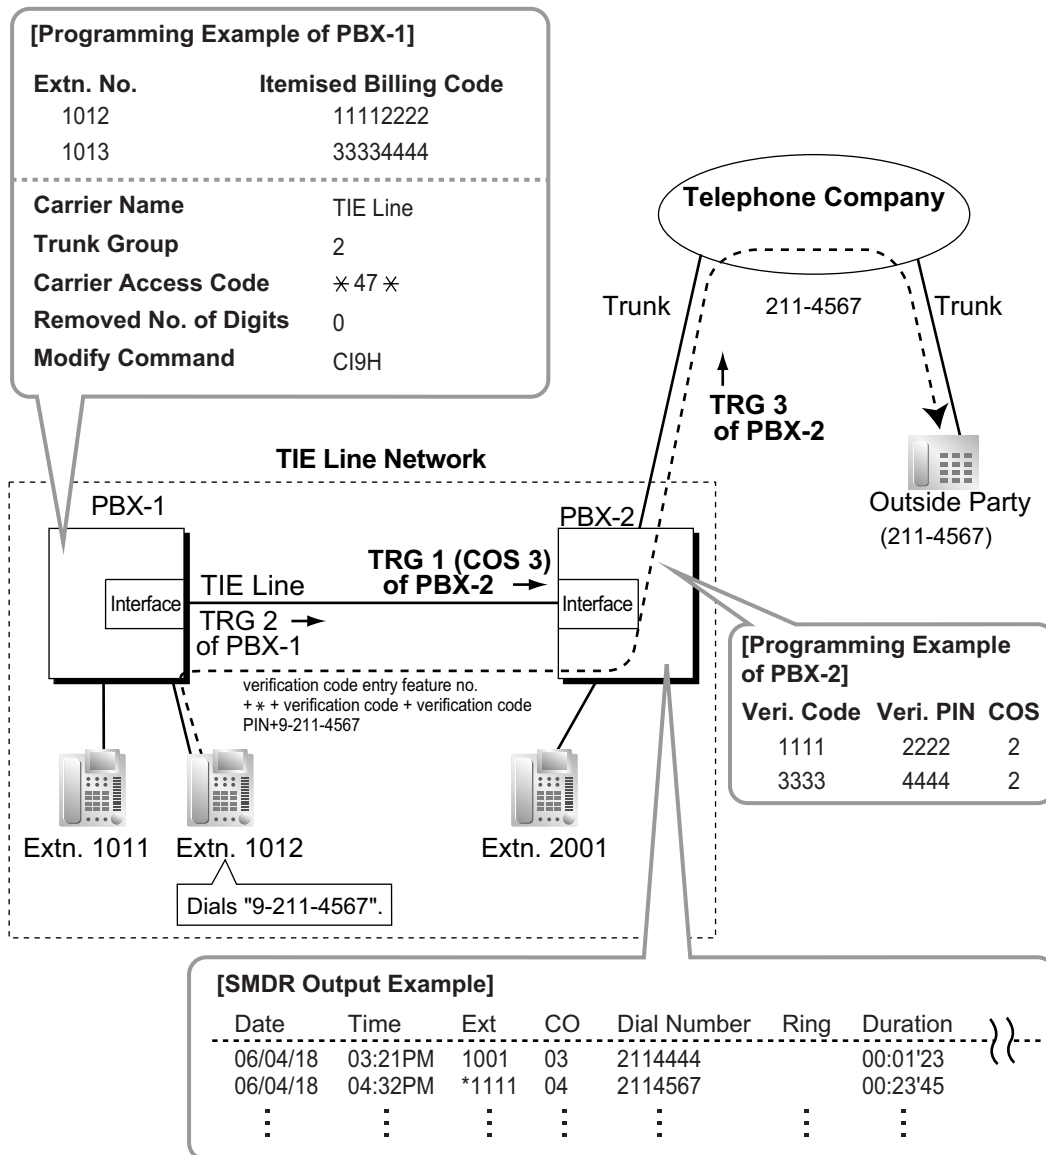 [Programming Example of PBX-1]
Extn. No. Itemised Billing Code
1012 11112222
1013 33334444
Carrier Name TIE Line
Trunk Group 2
Carrier Access Code ＊47＊
Removed No. of Digits 0
Modify Command CI9H
Telephone Company
Trunk 211-4567 Trunk
TRG 3
of PBX-2
Outside Party
(211-4567)
TIE Line Network
PBX-1
PBX-2
Interface
TIE Line
TRG 1 (COS 3)
of PBX-2
Interface
TRG 2
of PBX-1
verification code entry feature no.
+ ＊ + verification code + verification code
PIN+9-211-4567
[Programming Example
of PBX-2]
Veri. Code Veri. PIN COS
1111 2222 2
3333 4444 2
Extn. 1011 Extn. 1012 Extn. 2001
Dials "9-211-4567".
[SMDR Output Example]
Date Time Ext CO Dial Number Ring Duration
06/04/18 03:21PM 1001 03 2114444 00:01'23
06/04/18 04:32PM *1111 04 2114567 00:23'45